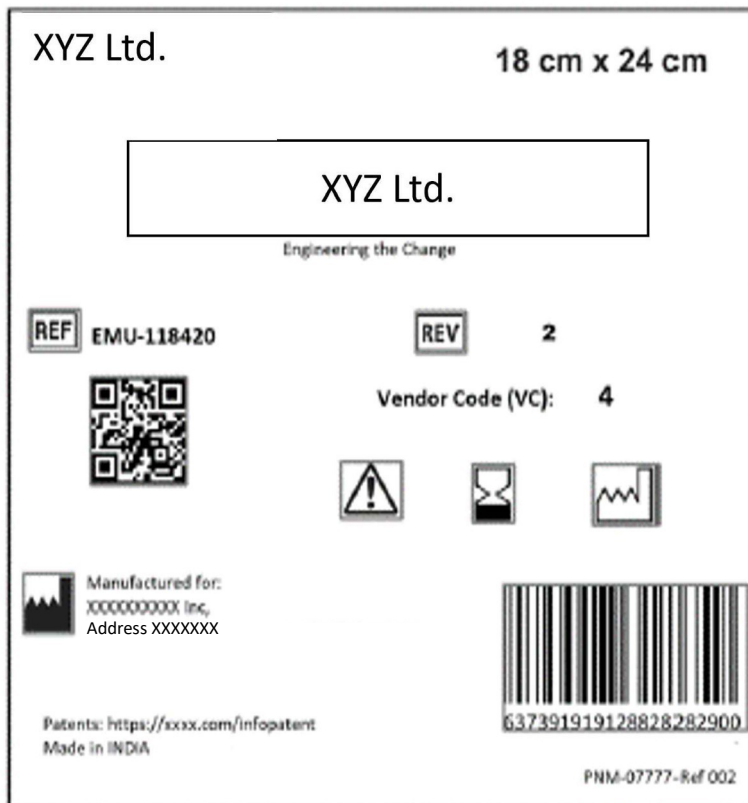 XYZ Ltd.
18 cm x 24 cm
XYZ Ltd.
Engineering the Change
REF EMU-118420
REV 2
Vendor Code (VC): 4
Manufactured for:
XXXXXXXXXX Inc,
Address XXXXXXX
637391919128828282900
Patents: https://xxxx.com/infopatent
Made in INDIA
PNM-07777-Ref 002